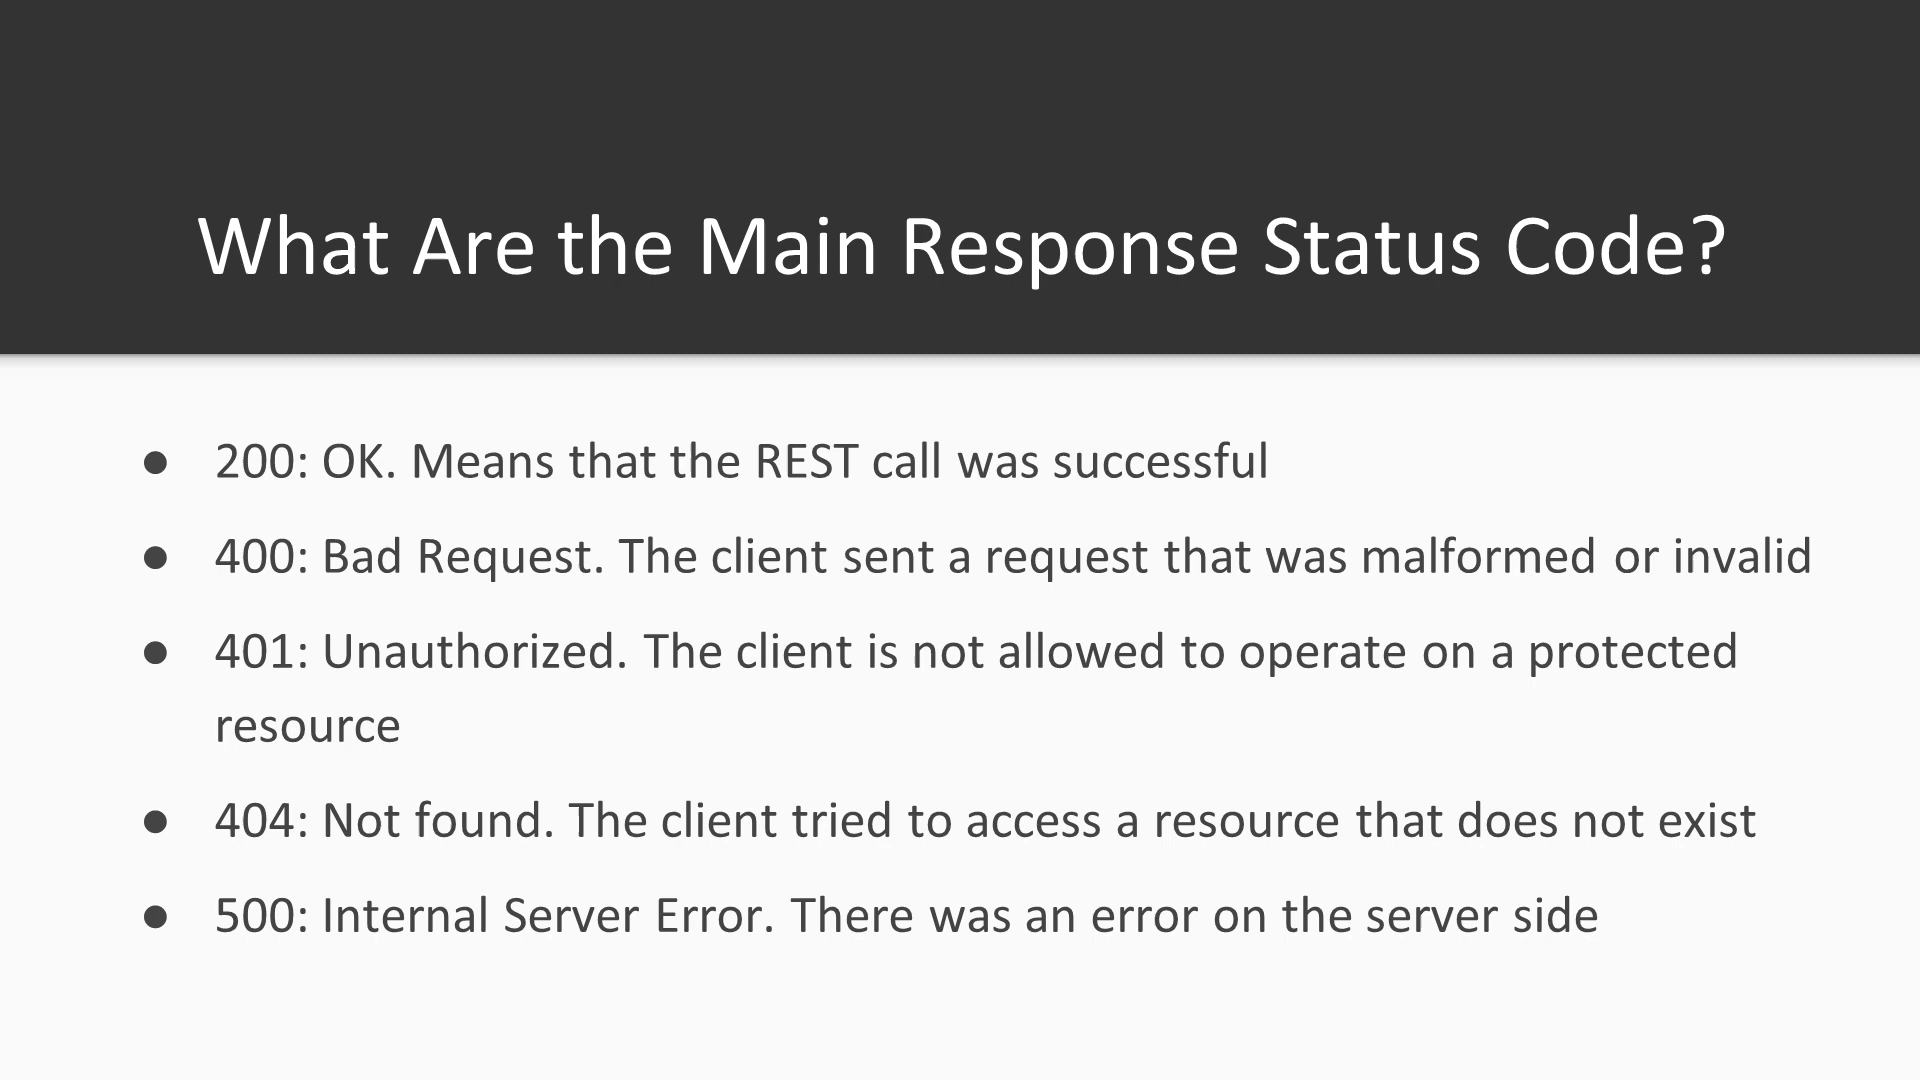 What Are the Main Response Status Code?
● 200: OK. Means that the REST call was successful
● 400: Bad Request. The client sent a request that was malformed or invalid
● 401: Unauthorized. The client is not allowed to operate on a protected
resource
● 404: Not found. The client tried to access a resource that does not exist
● 500: Internal Server Error. There was an error on the server side